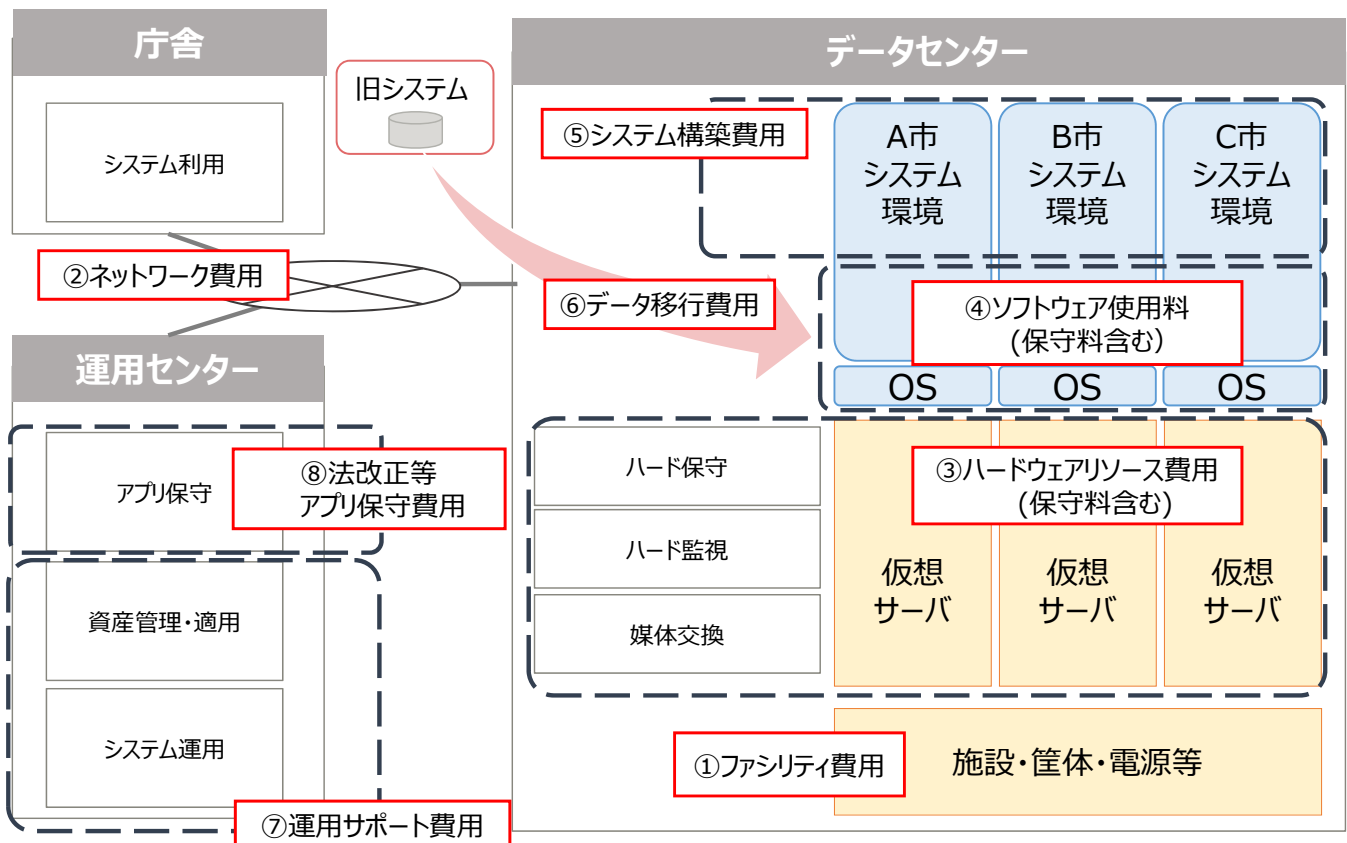 庁舎
システム利用
旧システム
②ネットワーク費用
運用センター
アプリ保守
⑧法改正等
アプリ保守費用
資産管理・適用
システム運用
⑦運用サポート費用
データセンター
⑤システム構築費用
A市
システム
環境
B市
システム
環境
C市
システム
環境
⑥データ移行費用
④ソフトウェア使用料
(保守料含む)
OS
OS
OS
ハード保守
ハード監視
媒体交換
③ハードウェアリソース費用
(保守料含む)
仮想
サーバ
仮想
サーバ
仮想
サーバ
①ファシリティ費用
施設・筐体・電源等